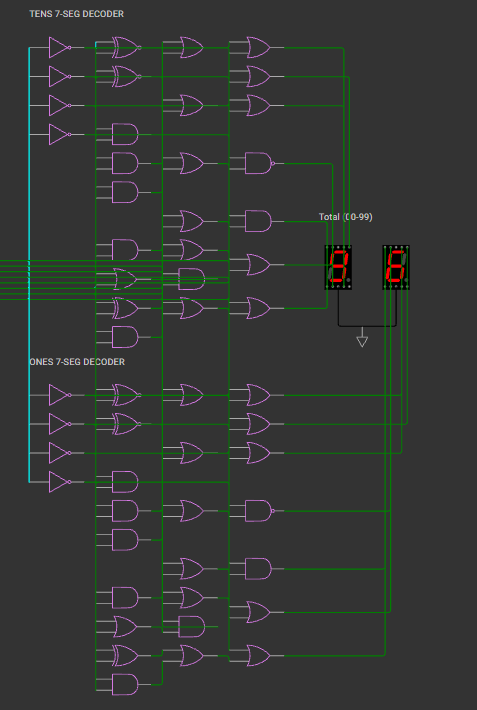 TENS 7-SEG DECODER
Total (00-99)
ONES 7-SEG DECODER